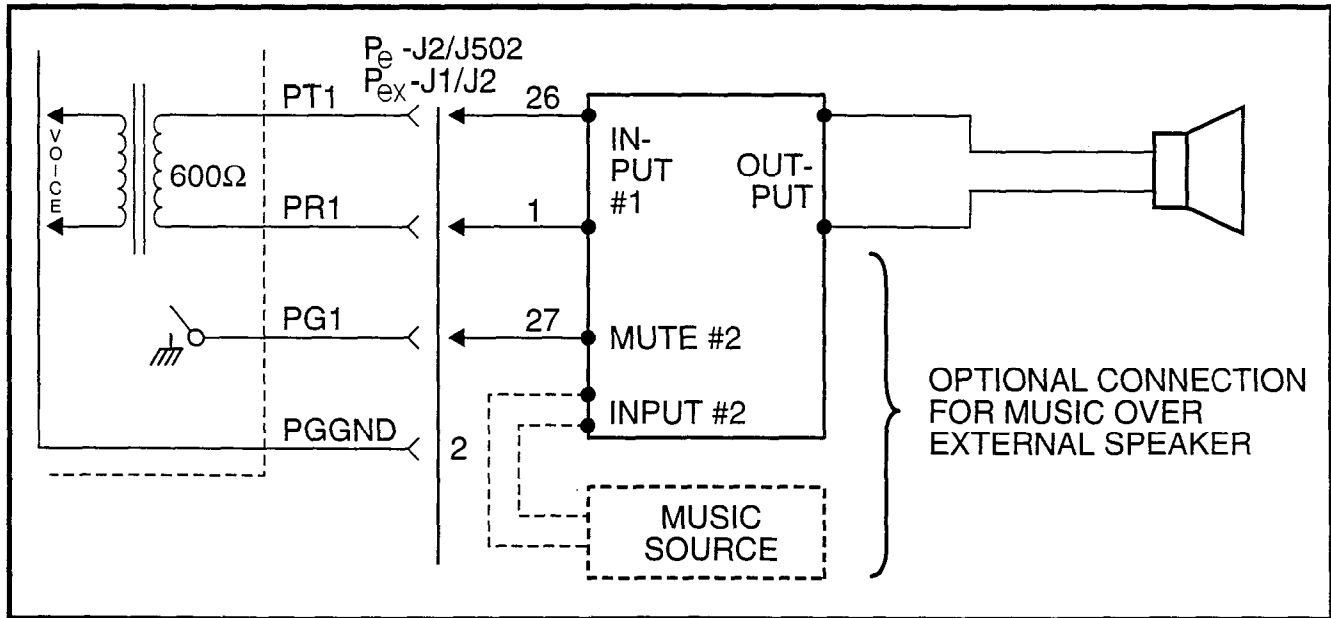 Pe -J2/J502
Pex -J1/J2
PT1
26
VOICE
600Ω
IN-
PUT
#1
OUT-
PUT
PR1
1
PG1
27
MUTE #2
INPUT #2
PGGND
2
MUSIC
SOURCE
OPTIONAL CONNECTION
FOR MUSIC OVER
EXTERNAL SPEAKER